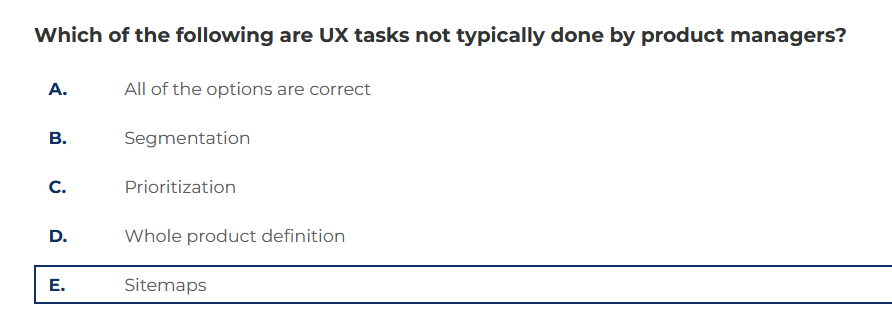 Which of the following are UX tasks not typically done by product managers?
A. All of the options are correct
B. Segmentation
C. Prioritization
D. Whole product definition
E. Sitemaps